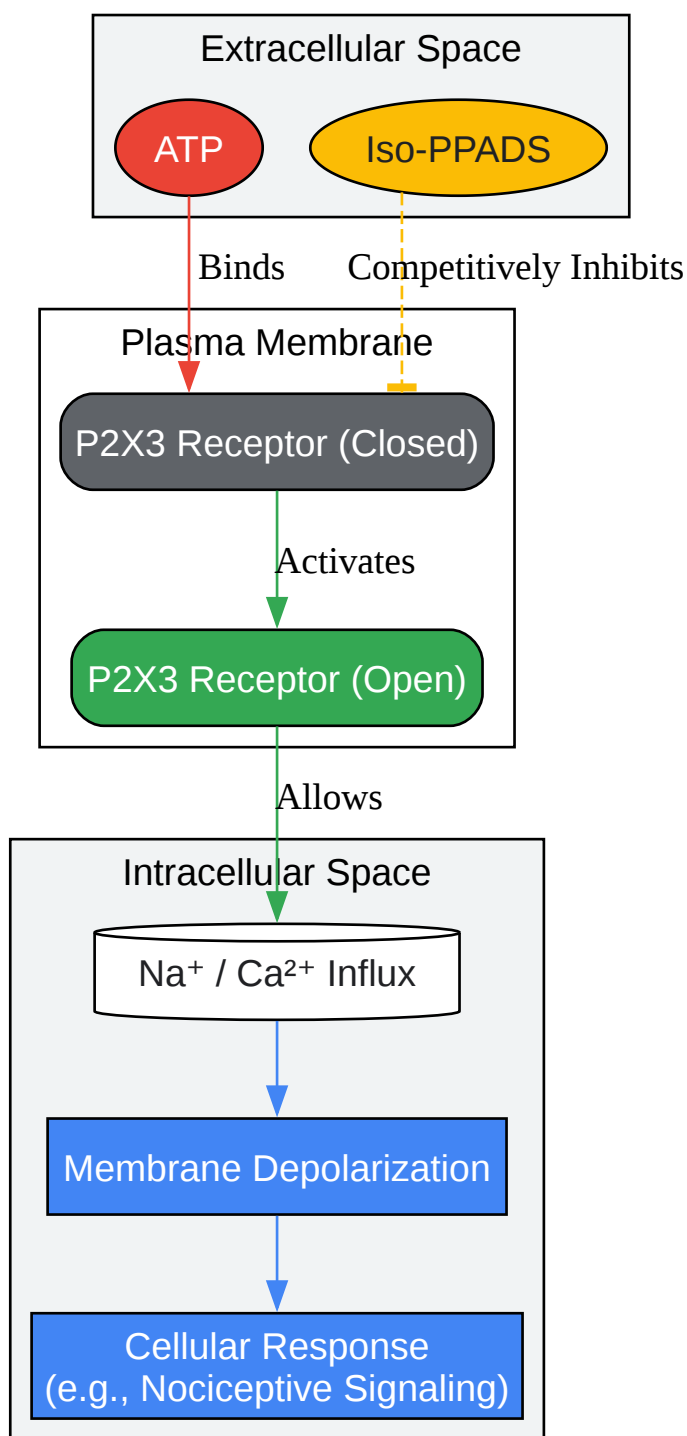 Extracellular Space
ATP
Iso-PPADS
Binds
Competitively Inhibits
Plasma Membrane
P2X3 Receptor (Closed)
Activates
P2X3 Receptor (Open)
Allows
Intracellular Space
Na⁺ / Ca²⁺ Influx
Membrane Depolarization
Cellular Response
(e.g., Nociceptive Signaling)